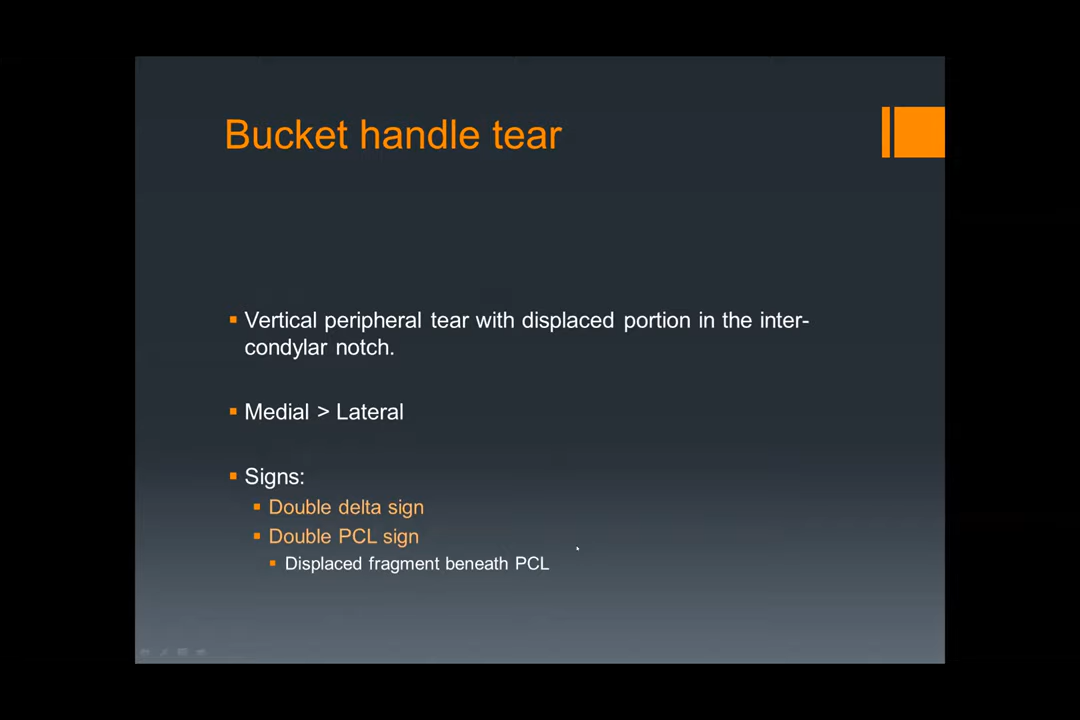 Bucket handle tear
Vertical peripheral tear with displaced portion in the inter-
condylar notch.
Medial > Lateral
Signs:
Double delta sign
Double PCL sign
Displaced fragment beneath PCL